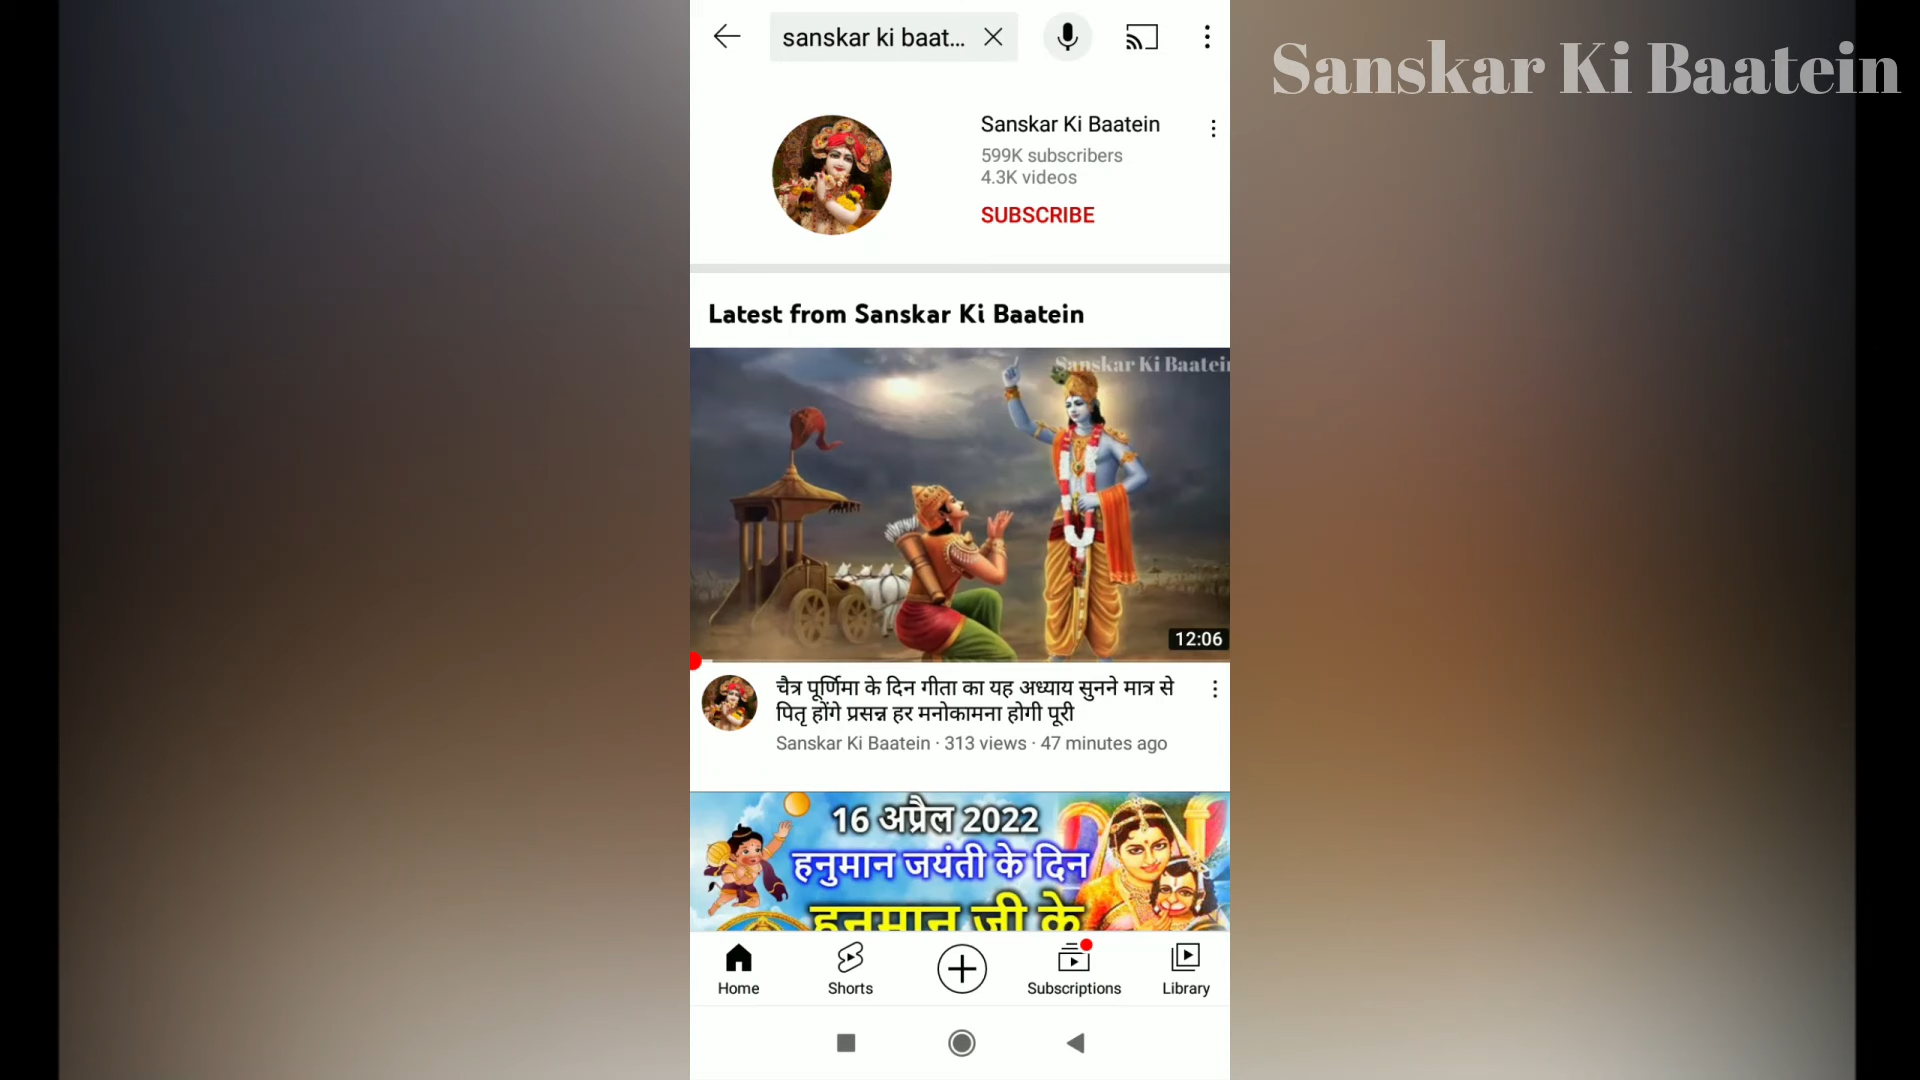 sanskar ki baat...
Sanskar Ki Baatein
Sanskar Ki Baatein
599K subscribers
4.3K videos
SUBSCRIBE
Latest from Sanskar Ki Baatein
Sanskar Ki Baatein
12:06
चैत्र पूर्णिमा के दिन गीता का यह अध्याय सुनने मात्र से
पितृ होंगे प्रसन्न हर मनोकामना होगी पूरी
Sanskar Ki Baatein · 313 views · 47 minutes ago
16 अप्रैल 2022
हनुमान जयंती के दिन
हनुमान जी के
Home
Shorts
Subscriptions
Library